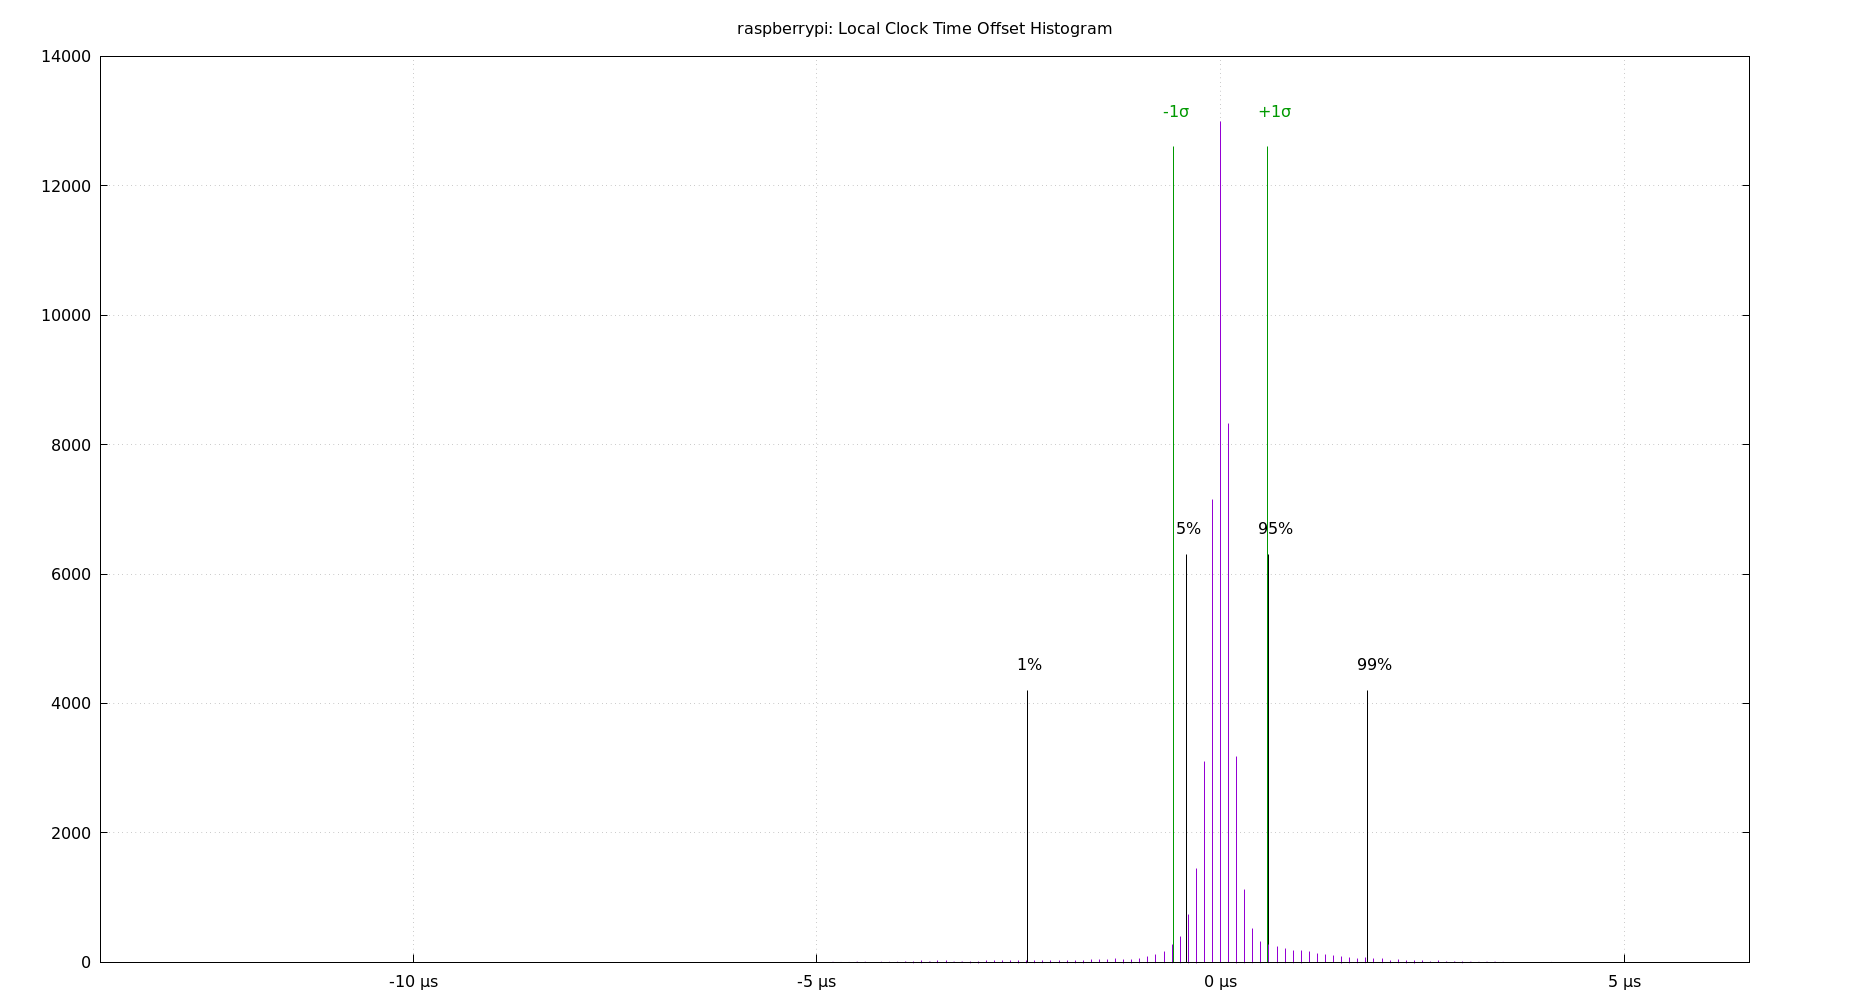 raspberrypi: Local Clock Time Offset Histogram
14000
-1σ
+1σ
12000
10000
8000
5%
95%
6000
1%
99%
4000
2000
0
-10 μs
-5 μs
0 μs
5 μs